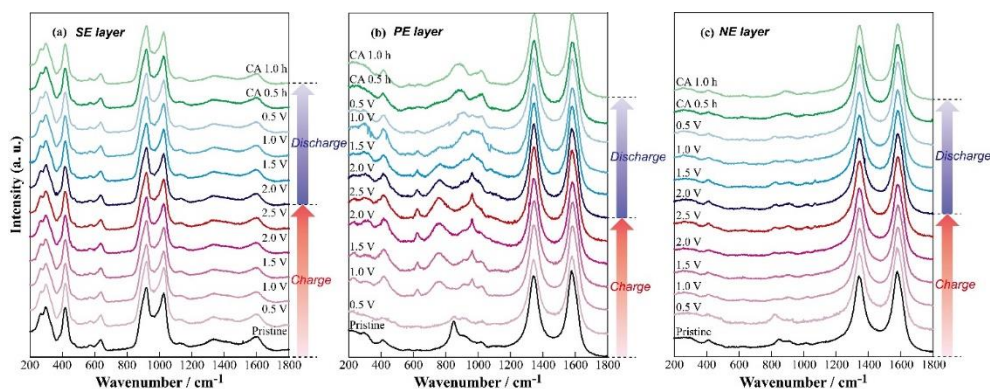 (a) SE layer
CA 1.0 h
CA 0.5 h
0.5 V
1.0 V
1.5 V
2.0 V
2.5 V
2.0 V
1.5 V
1.0 V
0.5 V
Pristine
Discharge
Charge
Intensity (a. u.)
200 400 600 800 1000 1200 1400 1600 1800
Wavenumber / cm-1
(b) PE layer
CA 1.0 h
CA 0.5 h
0.5 V
1.0 V
1.5 V
2.0 V
2.5 V
2.0 V
1.5 V
1.0 V
0.5 V
Pristine
Discharge
Charge
200 400 600 800 1000 1200 1400 1600 1800
Wavenumber / cm-1
(c) NE layer
CA 1.0 h
CA 0.5 h
0.5 V
1.0 V
1.5 V
2.0 V
2.5 V
2.0 V
1.5 V
1.0 V
0.5 V
Pristine
Discharge
Charge
200 400 600 800 1000 1200 1400 1600 1800
Wavenumber / cm-1